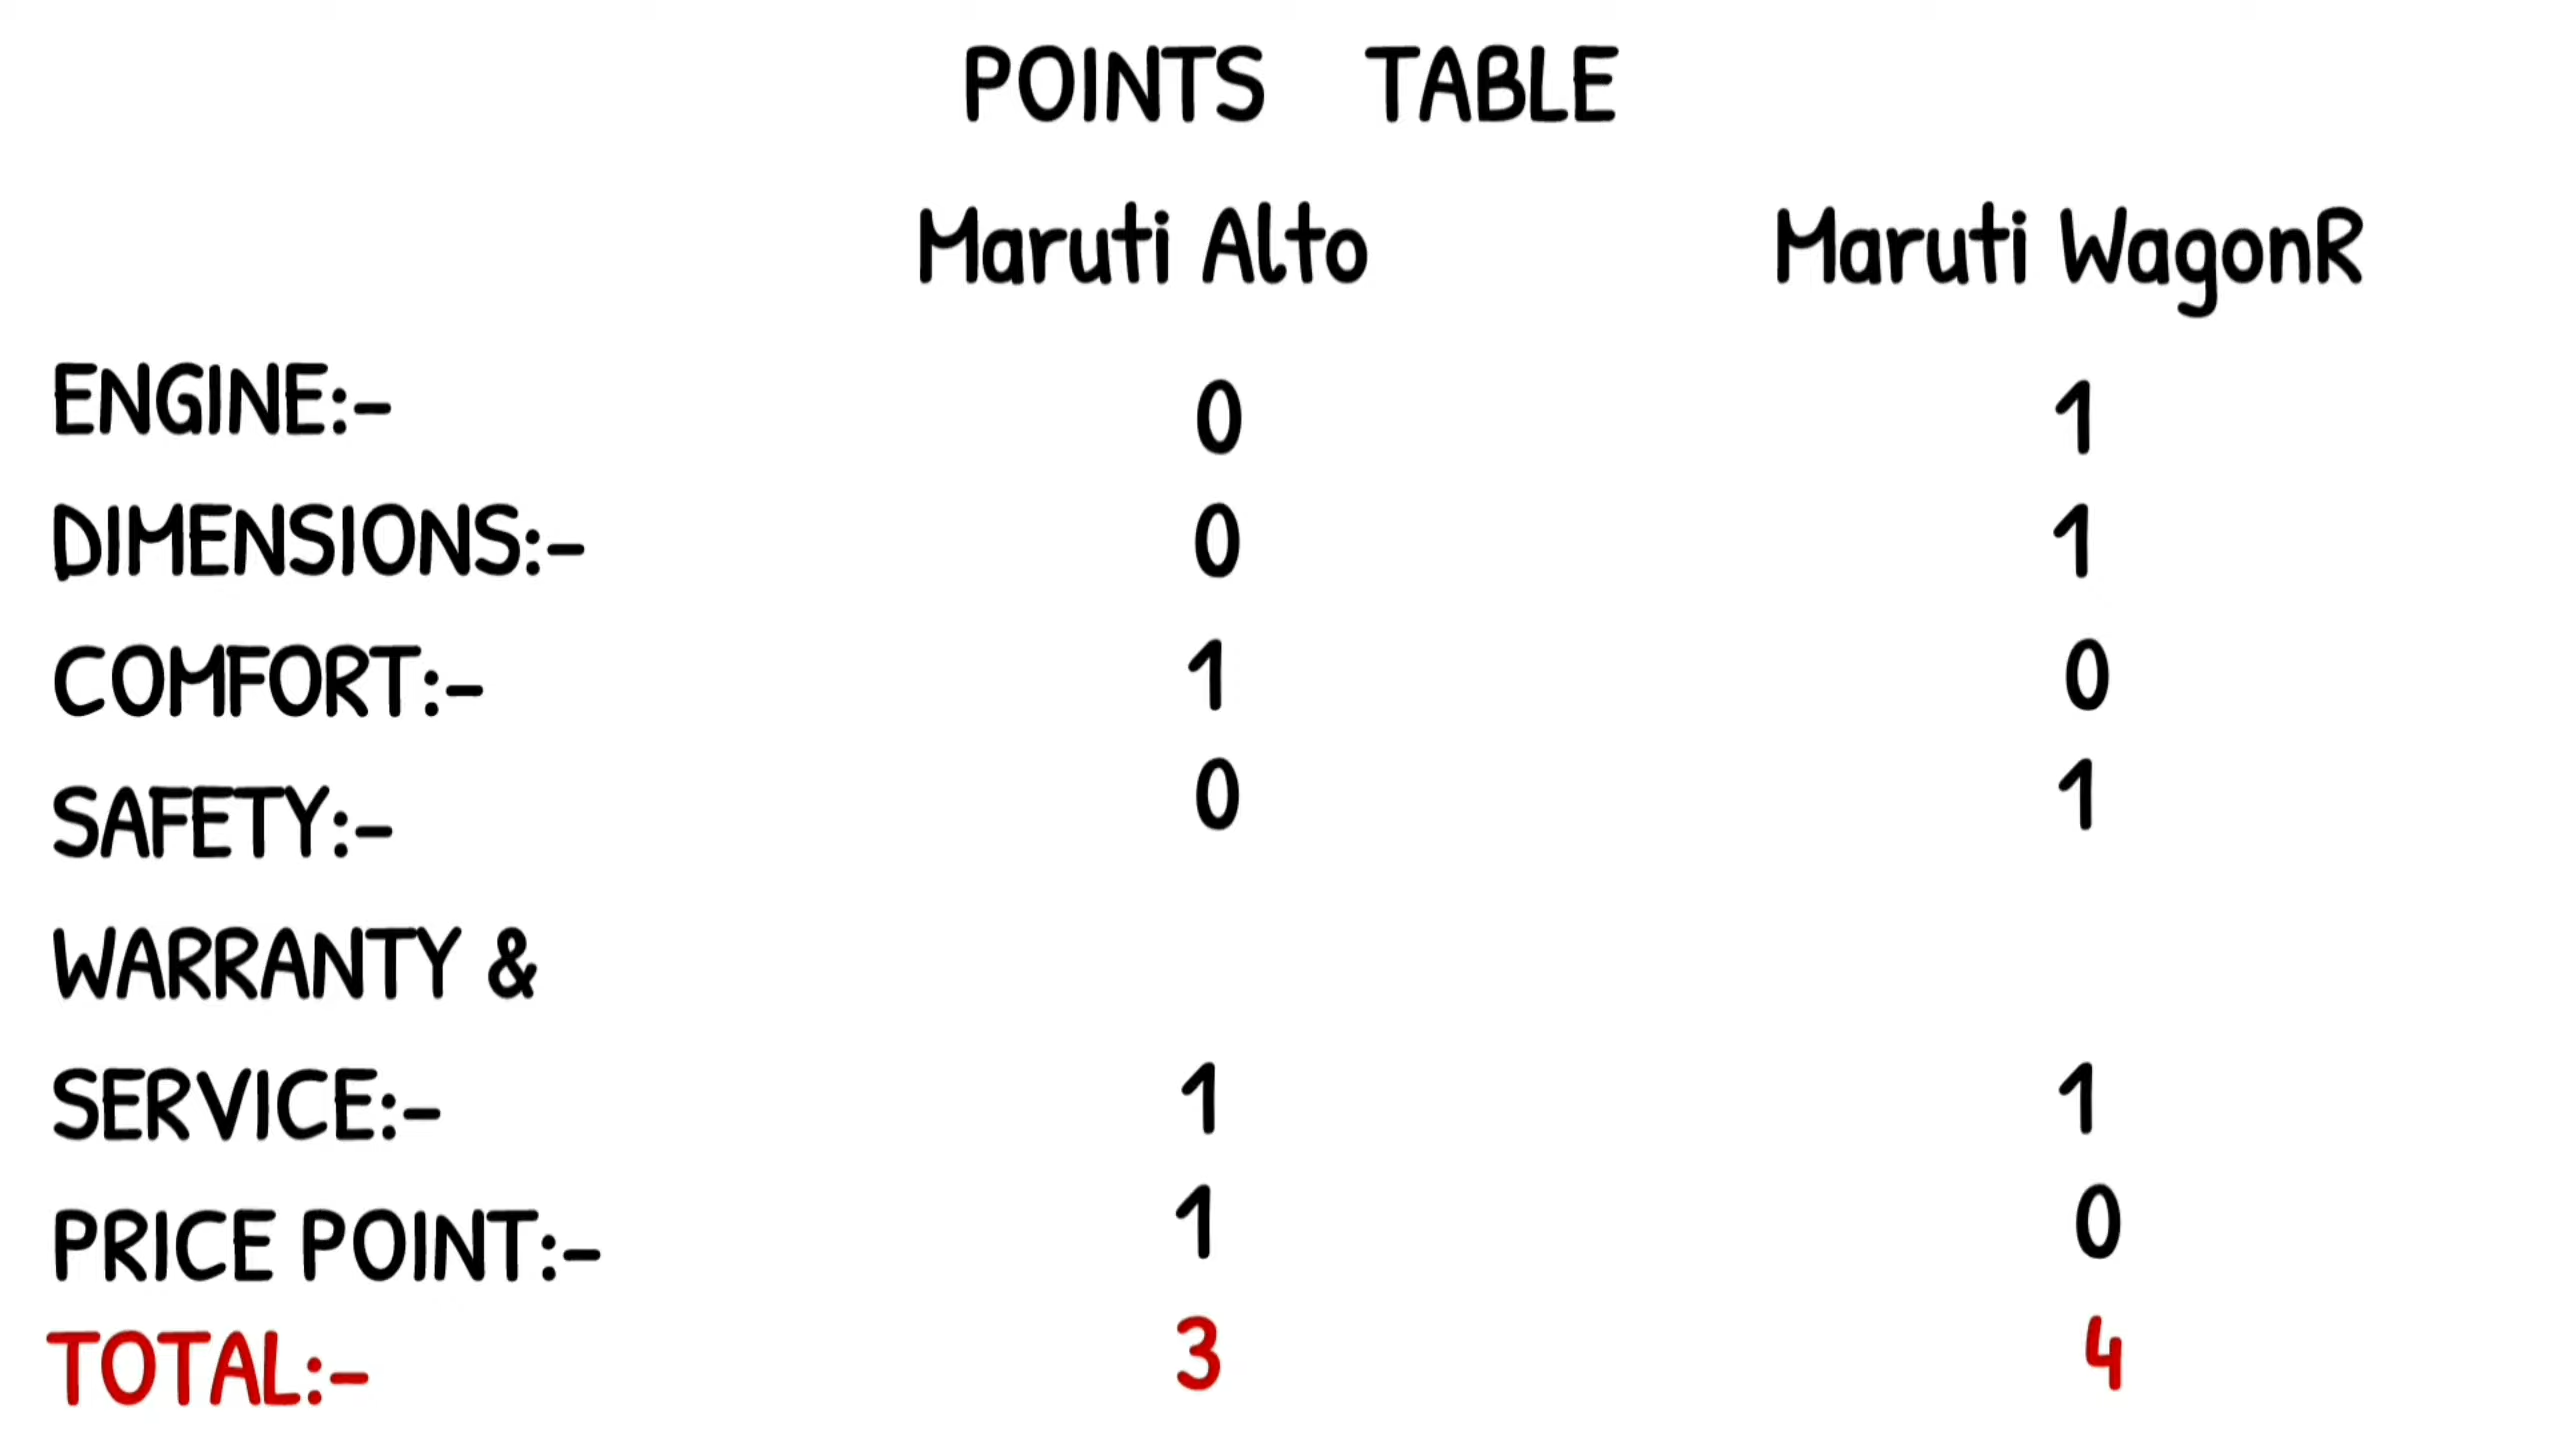 POINTS TABLE
Maruti Alto Maruti WagonR
ENGINE:- 0 1
DIMENSIONS:- 0 1
COMFORT:- 1 0
SAFETY:- 0 1
WARRANTY &
SERVICE:- 1 1
PRICE POINT:- 1 0
TOTAL:- 3 4